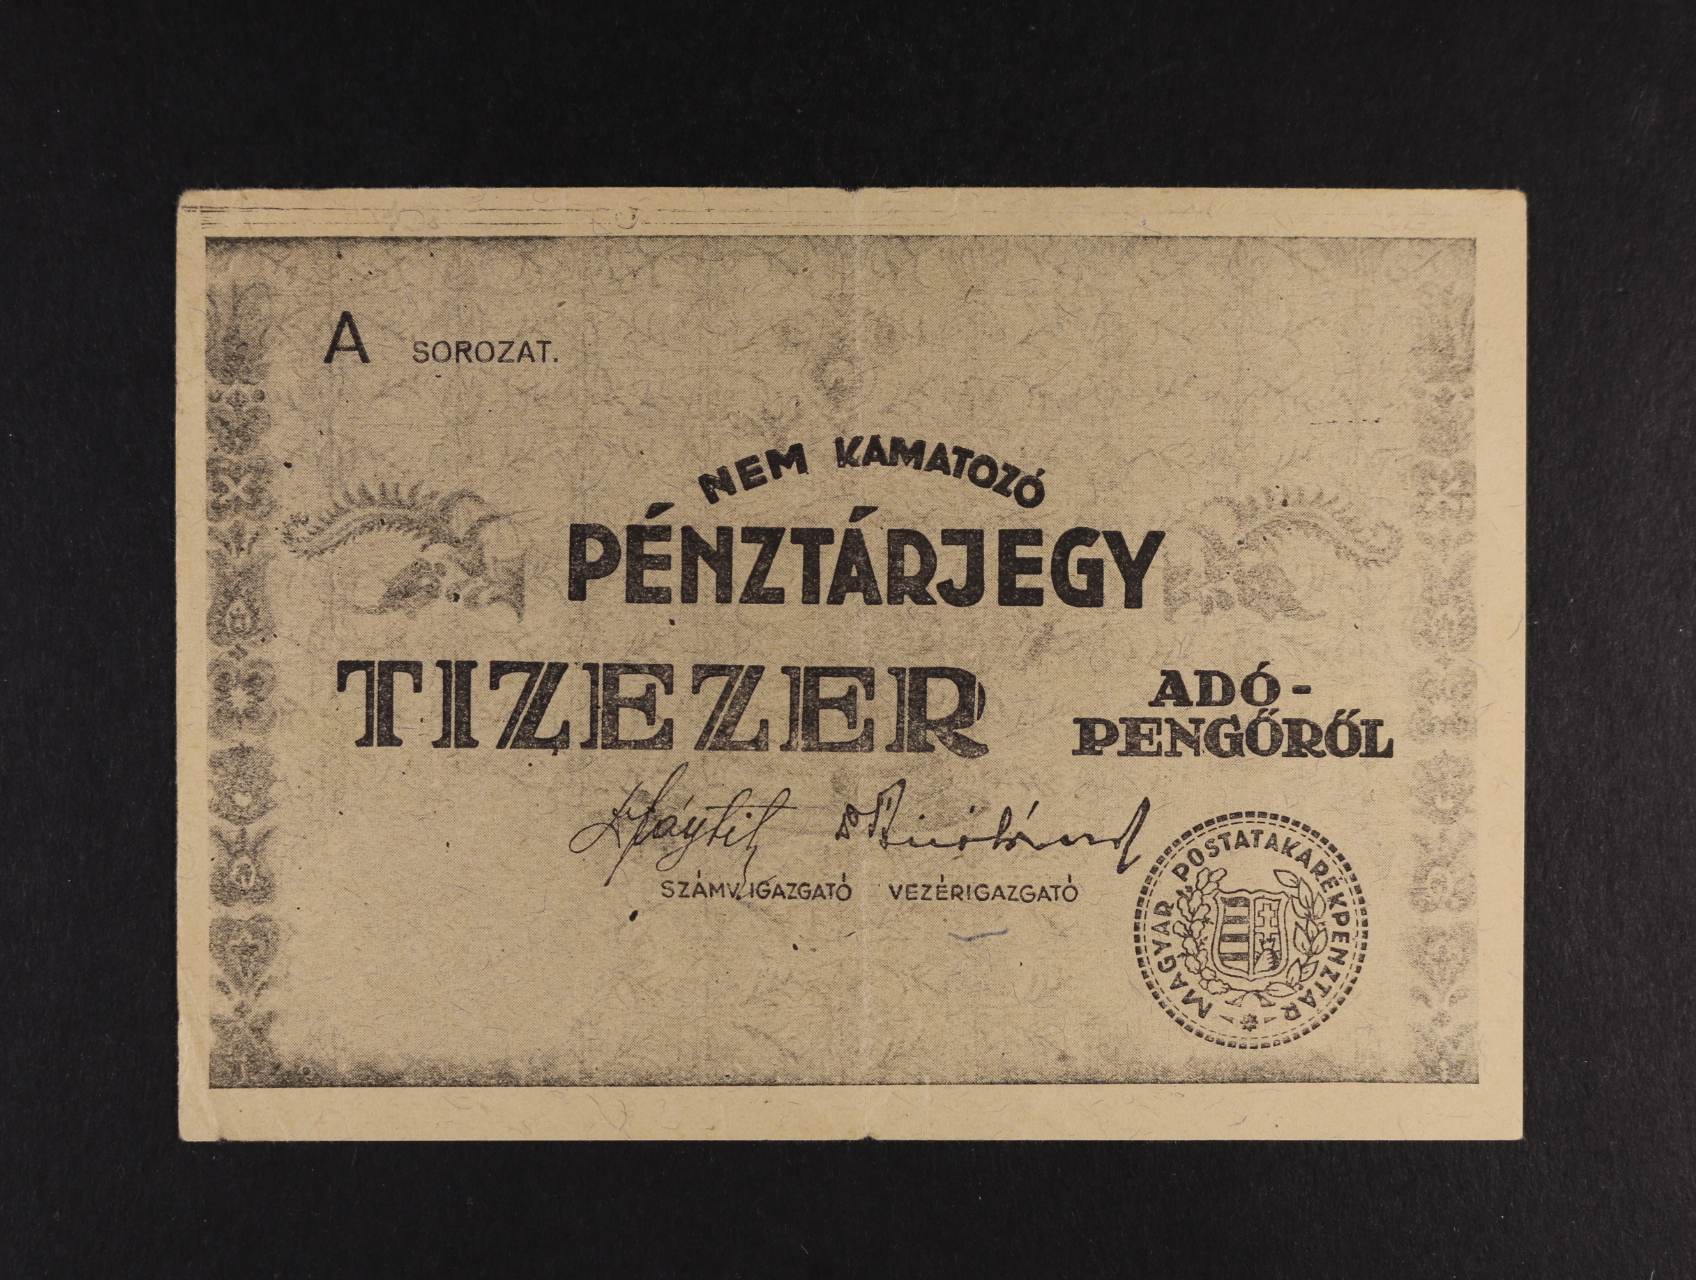 A SOROZAT.
NEM KAMATOZÓ
PÉNZTÁRJEGY
TIZEZER
ADÓ-
PENGŐRŐL
SZÁMV. IGAZGATÓ VEZÉRIGAZGATÓ
MAGYAR POSTATAKARÉKPÉNZTÁR